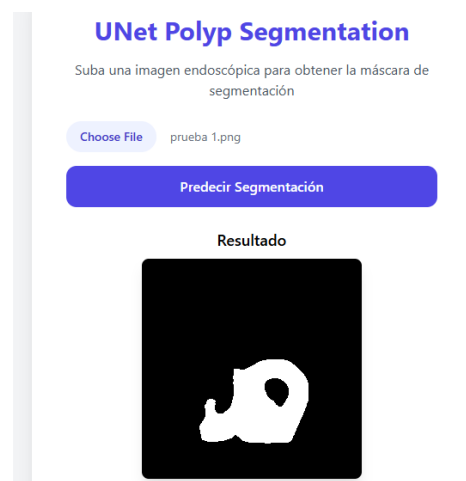 UNet Polyp Segmentation
Suba una imagen endoscópica para obtener la máscara de
segmentación
Choose File prueba 1.png
Predecir Segmentación
Resultado